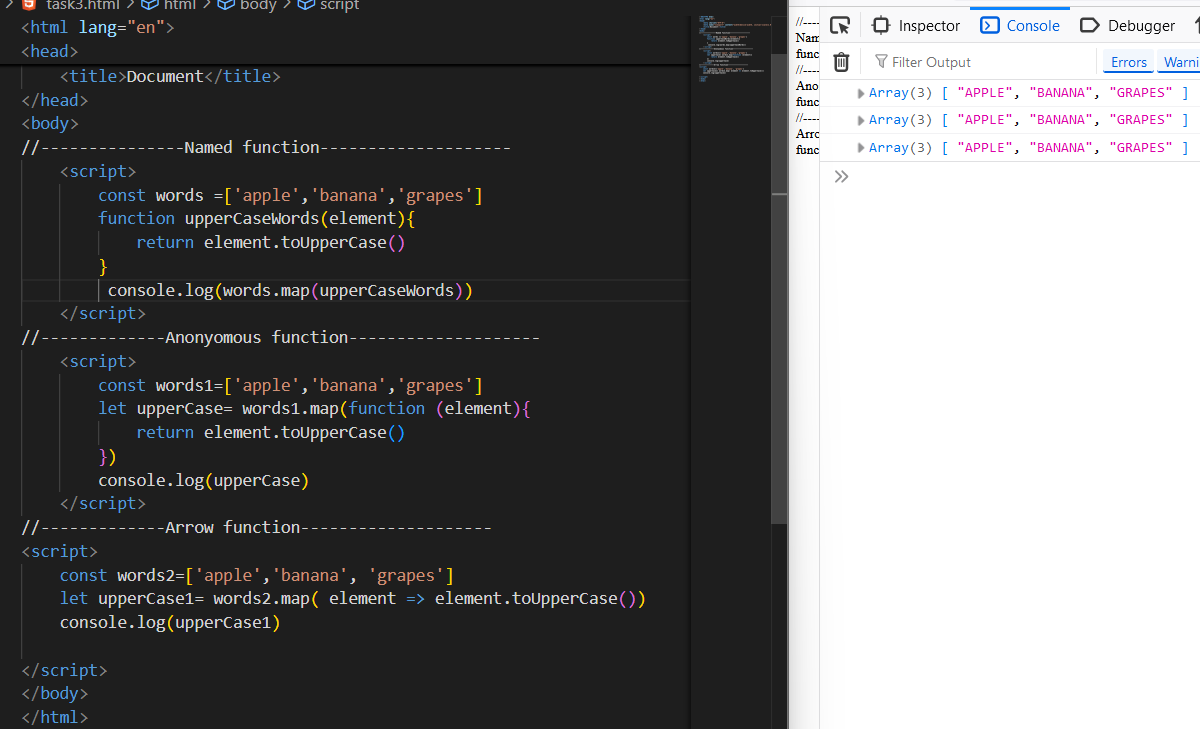 task3.html > html > body > script
<html lang="en">
<head>
<title>Document</title>
</head>
<body>
//---------------Named function--------------------
<script>
const words =['apple','banana','grapes']
function upperCaseWords(element){
return element.toUpperCase()
}
console.log(words.map(upperCaseWords))
</script>
//-------------Anonyomous function--------------------
<script>
const words1=['apple','banana','grapes']
let upperCase= words1.map(function (element){
return element.toUpperCase()
})
console.log(upperCase)
</script>
//-------------Arrow function--------------------
<script>
const words2=['apple','banana', 'grapes']
let upperCase1= words2.map( element => element.toUpperCase())
console.log(upperCase1)
</script>
</body>
</html>
//----
Nam
func
//----
Ano
func
//----
Arro
func
Inspector Console Debugger
Filter Output Errors Warni
Array(3) [ "APPLE", "BANANA", "GRAPES" ]
Array(3) [ "APPLE", "BANANA", "GRAPES" ]
Array(3) [ "APPLE", "BANANA", "GRAPES" ]
>>